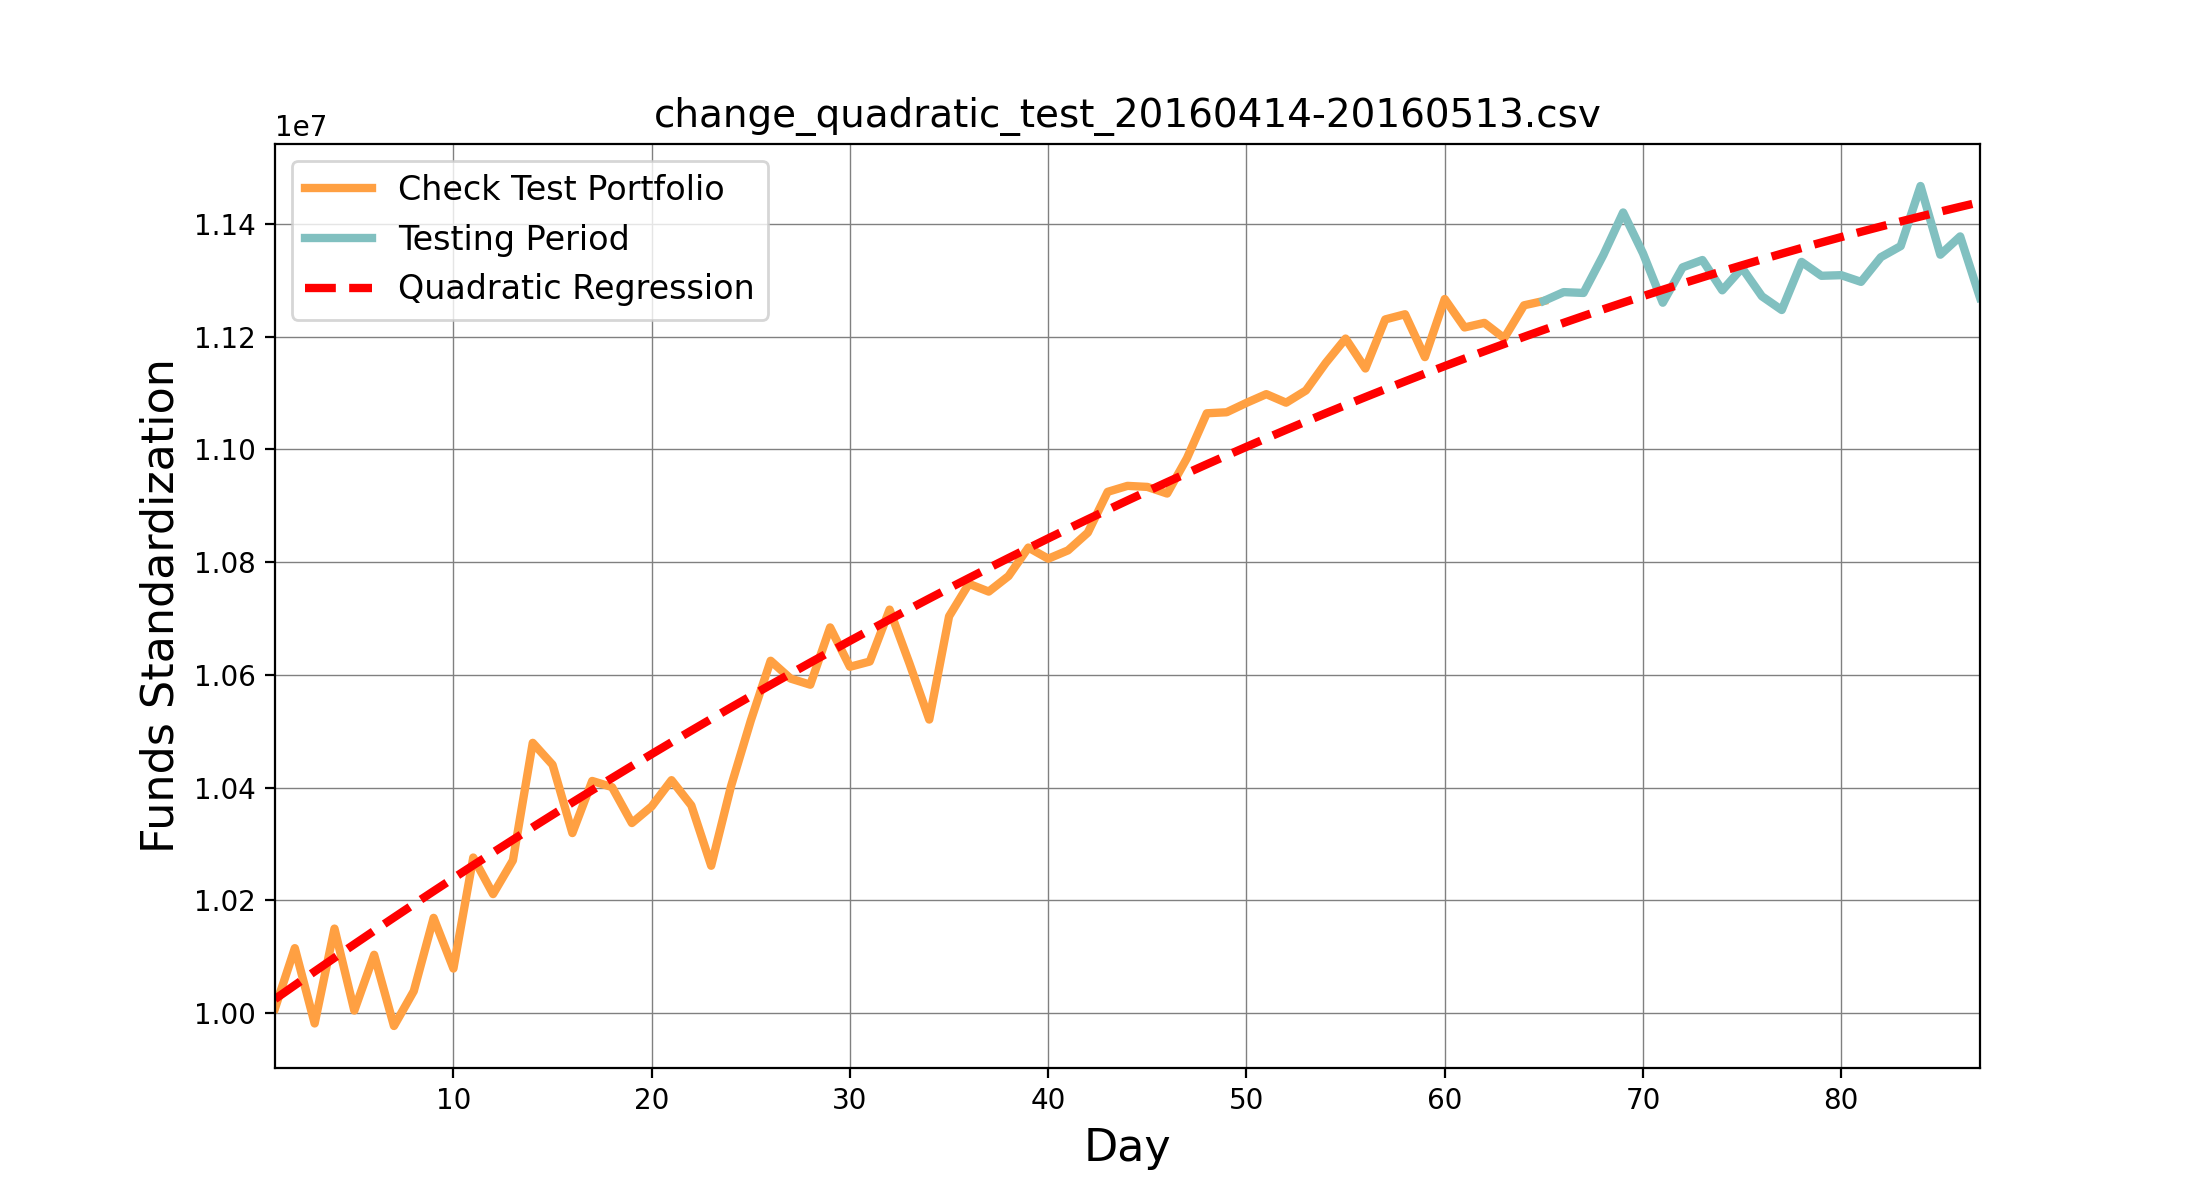 change_quadratic_test_20160414-20160513.csv
1e7
Check Test Portfolio
Testing Period
Quadratic Regression
Funds Standardization
1.14
1.12
1.10
1.08
1.06
1.04
1.02
1.00
10 20 30 40 50 60 70 80
Day